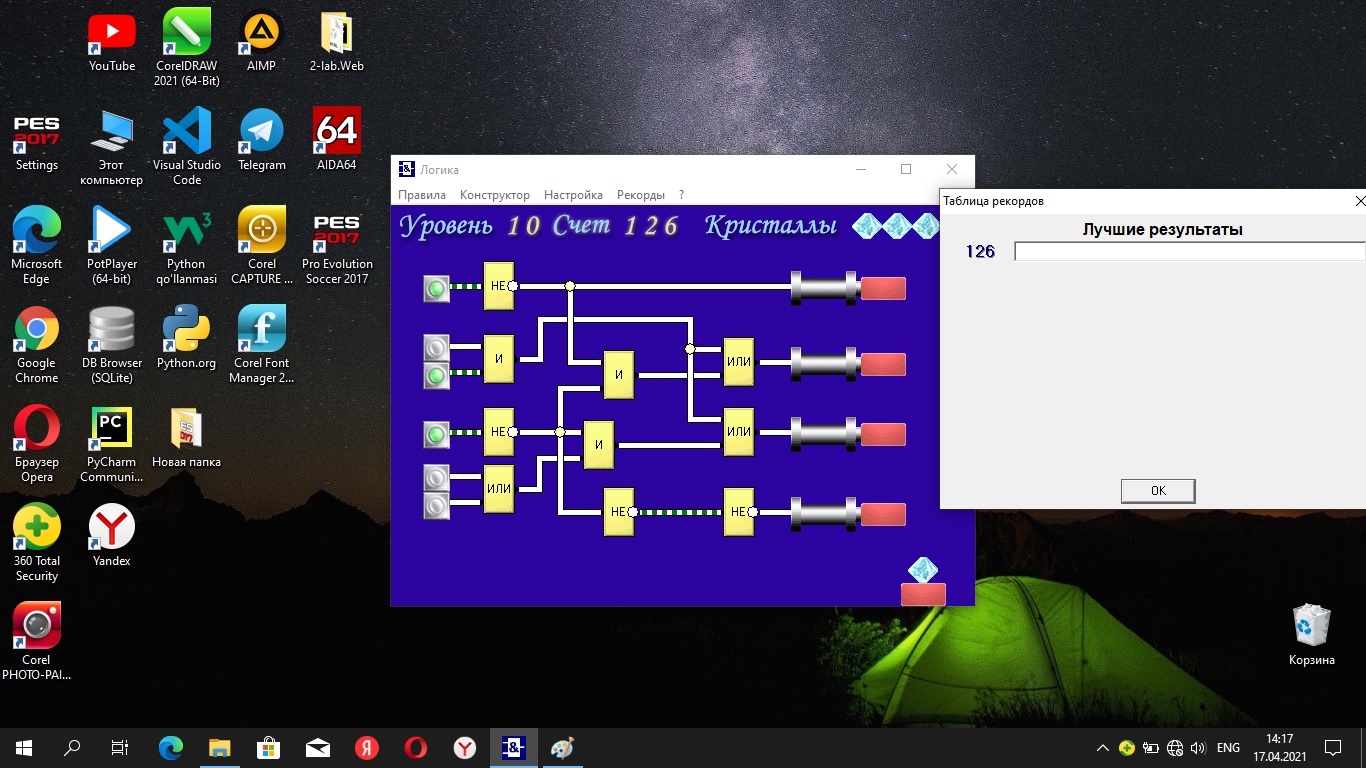 YouTube
CorelDRAW
2021 (64-Bit)
AIMP
2-lab.Web
PES
2017
Settings
Этот
компьютер
Visual Studio
Code
Telegram
64
AIDA64
Microsoft
Edge
PotPlayer
(64-bit)
3
Python
qo'llanmasi
Corel
CAPTURE ...
PES
2017
Pro Evolution
Soccer 2017
Google
Chrome
DB Browser
(SQLite)
Python.org
Corel Font
Manager 2...
Браузер
Opera
PC
PyCharm
Communi...
Новая папка
360 Total
Security
Yandex
Corel
PHOTO-PAI...
Корзина
Логика
Правила Конструктор Настройка Рекорды ?
Уровень 10 Счет 126 Кристаллы
НЕ
И
И
ИЛИ
НЕ
И
ИЛИ
ИЛИ
НЕ
НЕ
Таблица рекордов
Лучшие результаты
126
OK
ENG
14:17
17.04.2021